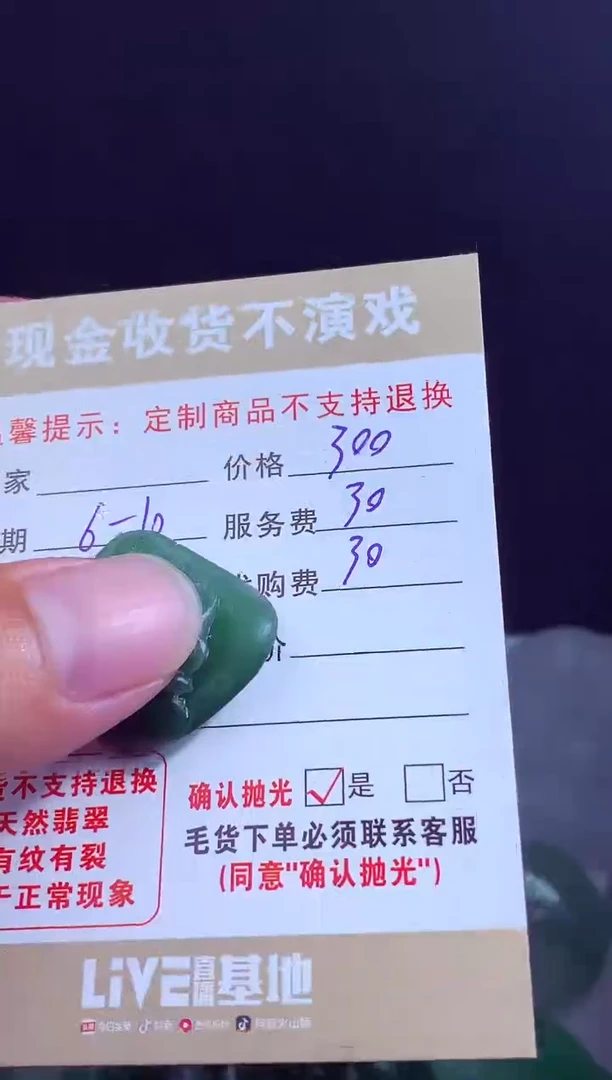 现金收货不演戏
馨提示：定制商品不支持退换
家 价格 300
期 6-10 服务费 30
购费 30
价
不支持退换
天然翡翠
有纹有裂
正常现象
确认抛光 ☑是 □否
毛货下单必须联系客服
(同意"确认抛光")
LiVE直播基地